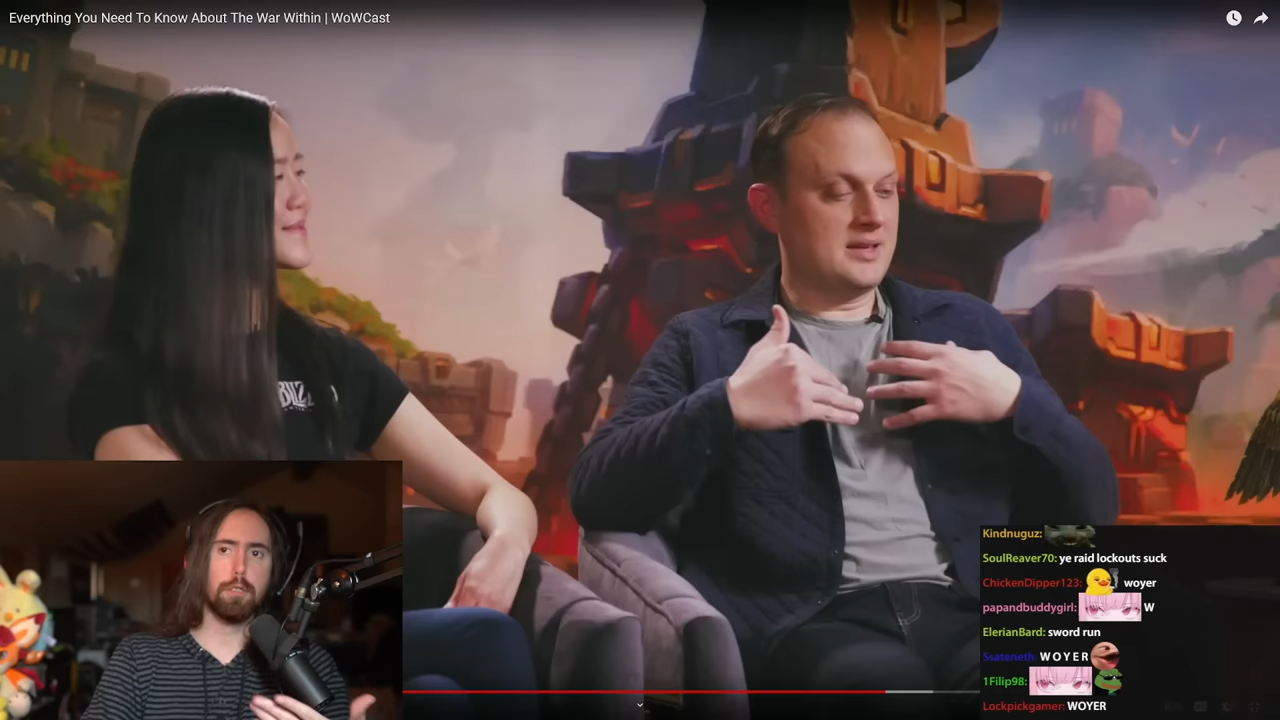 Everything You Need To Know About The War Within | WoWCast
BLIZZ
Kindnuguz:
SoulReaver70: ye raid lockouts suck
ChickenDipper123: woyer
papandbuddygirl: W
ElerianBard: sword run
Ssateneth: W O Y E R
1Filip98:
Lockpickgamer: WOYER